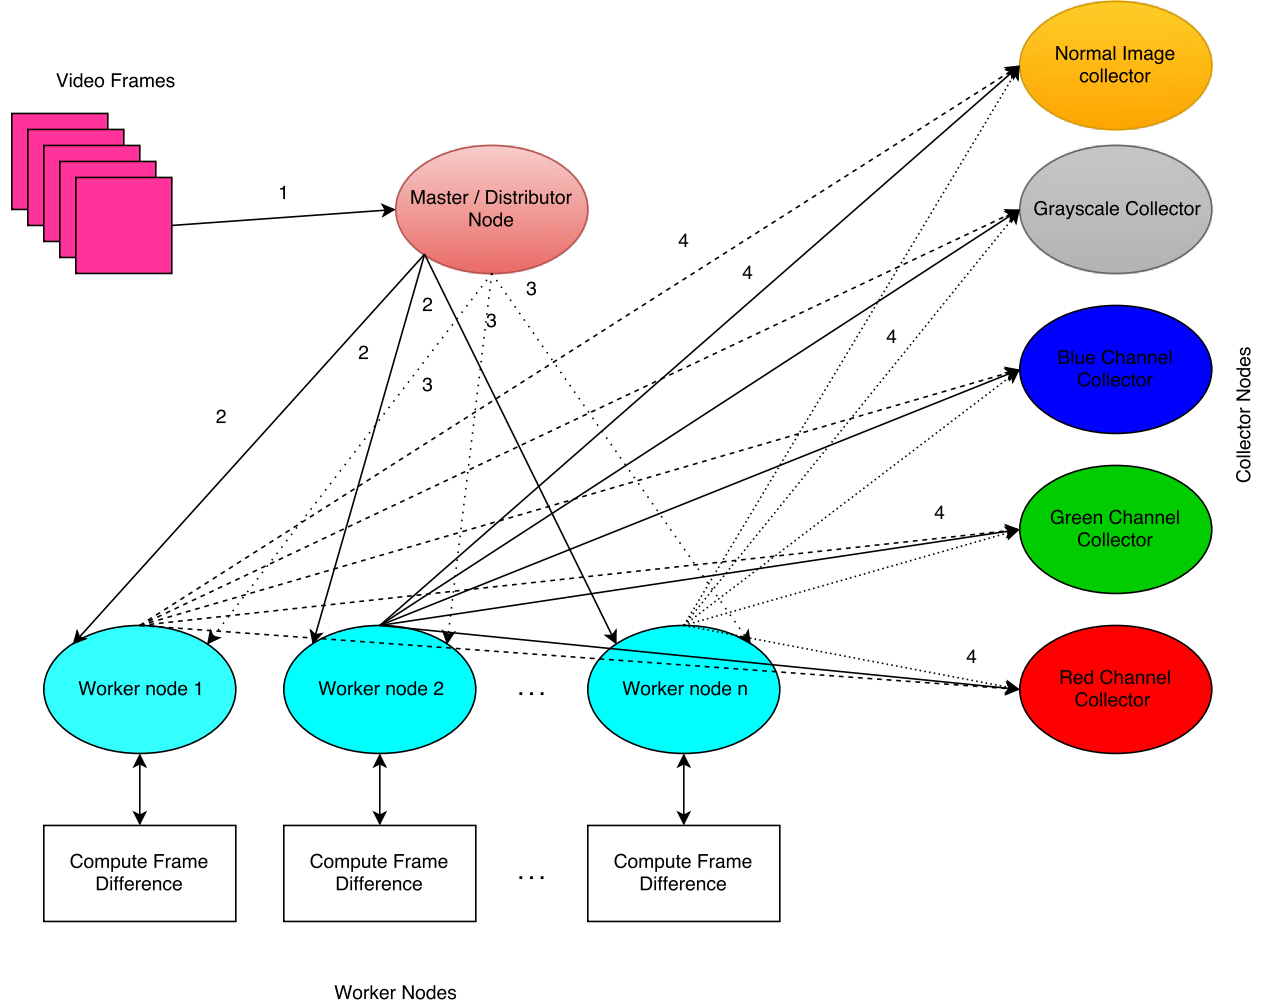 Normal Image
collector
Video Frames
1
Master / Distributor
Node
Grayscale Collector
4
4
3
2
3
4
2
3
Blue Channel
Collector
2
Collector Nodes
4
Green Channel
Collector
4
Worker node 1
Worker node 2
...
Worker node n
Red Channel
Collector
Compute Frame
Difference
Compute Frame
Difference
...
Compute Frame
Difference
Worker Nodes